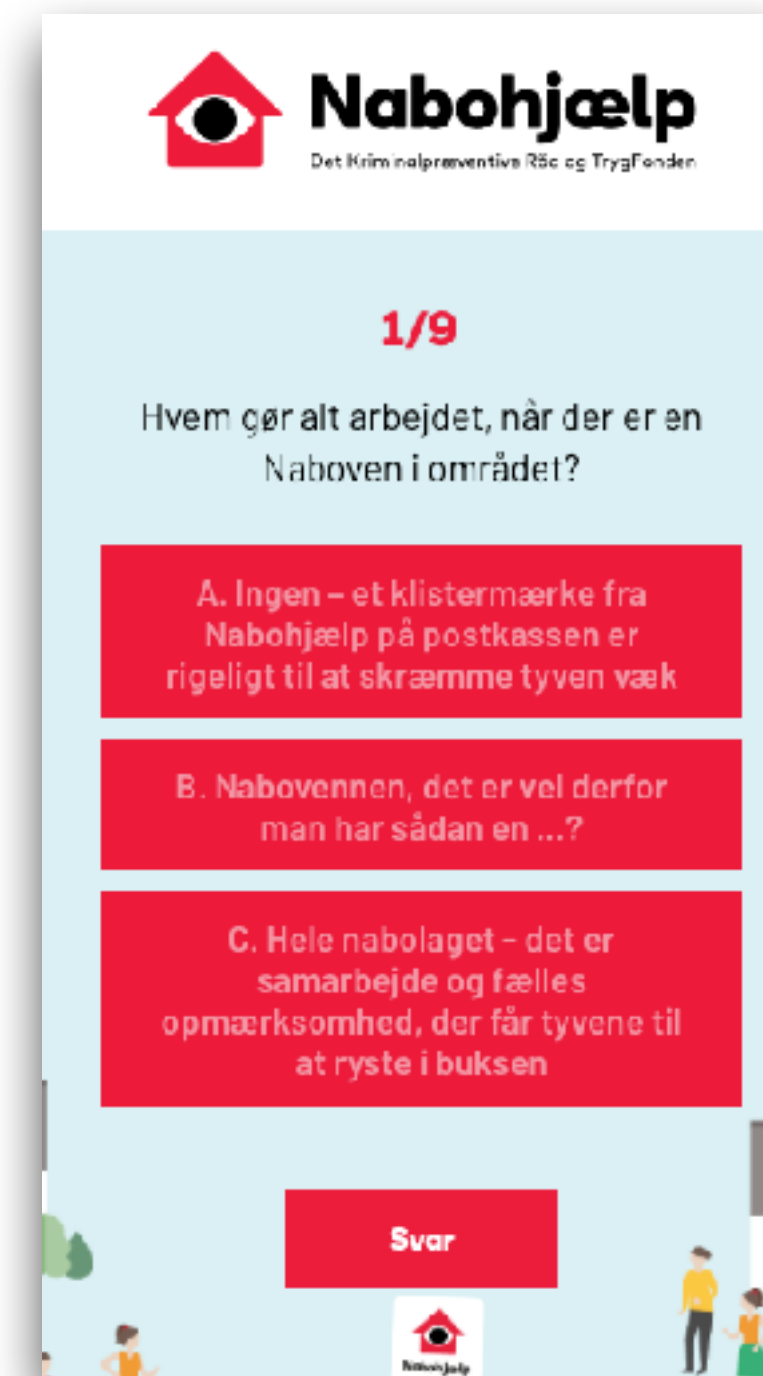 Nabohjælp
Det Kriminalpræventive Råd og TrygFonden
1/9
Hvem gør alt arbejdet, når der er en
Naboven i området?
A. Ingen – et klistermærke fra
Nabohjælp på postkassen er
rigeligt til at skræmme tyven væk
B. Nabovennen, det er vel derfor
man har sådan en ...?
C. Hele nabolaget – det er
samarbejde og fælles
opmærksomhed, der får tyvene til
at ryste i buksen
Svar
Nabohjælp